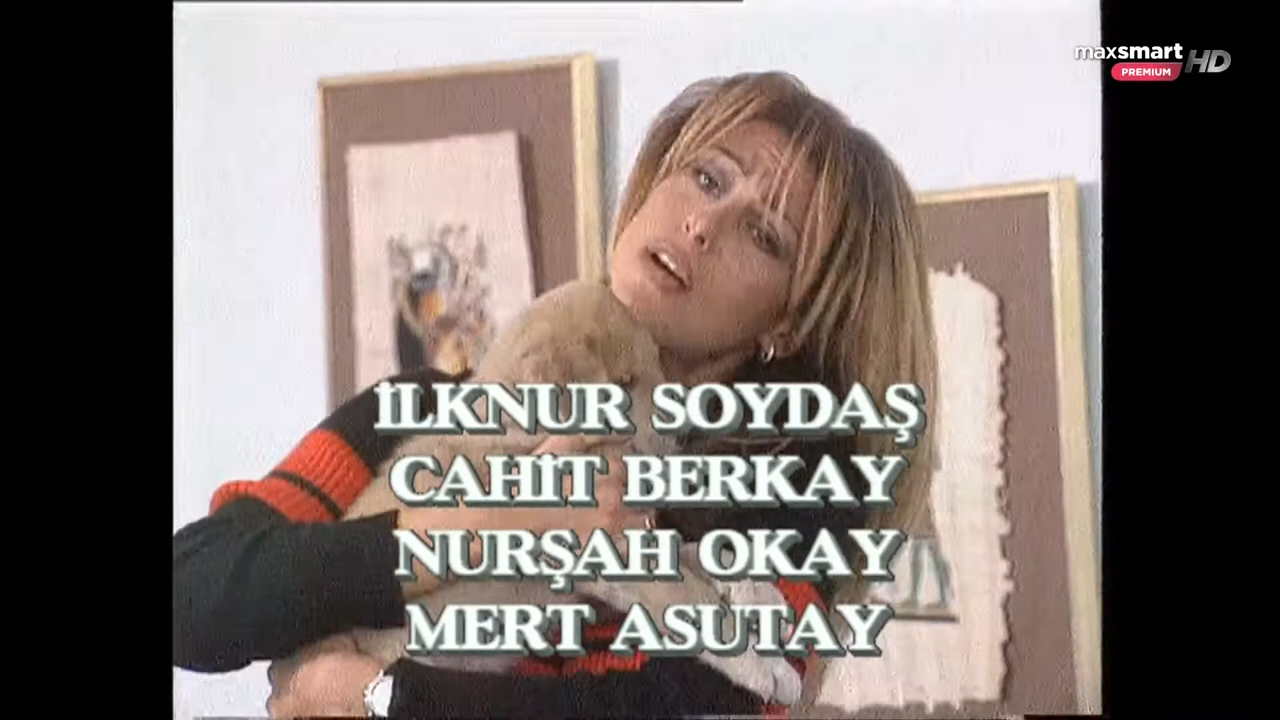 maxsmart HD
PREMIUM
İLKNUR SOYDAŞ
CAHİT BERKAY
NURŞAH OKAY
MERT ASUTAY